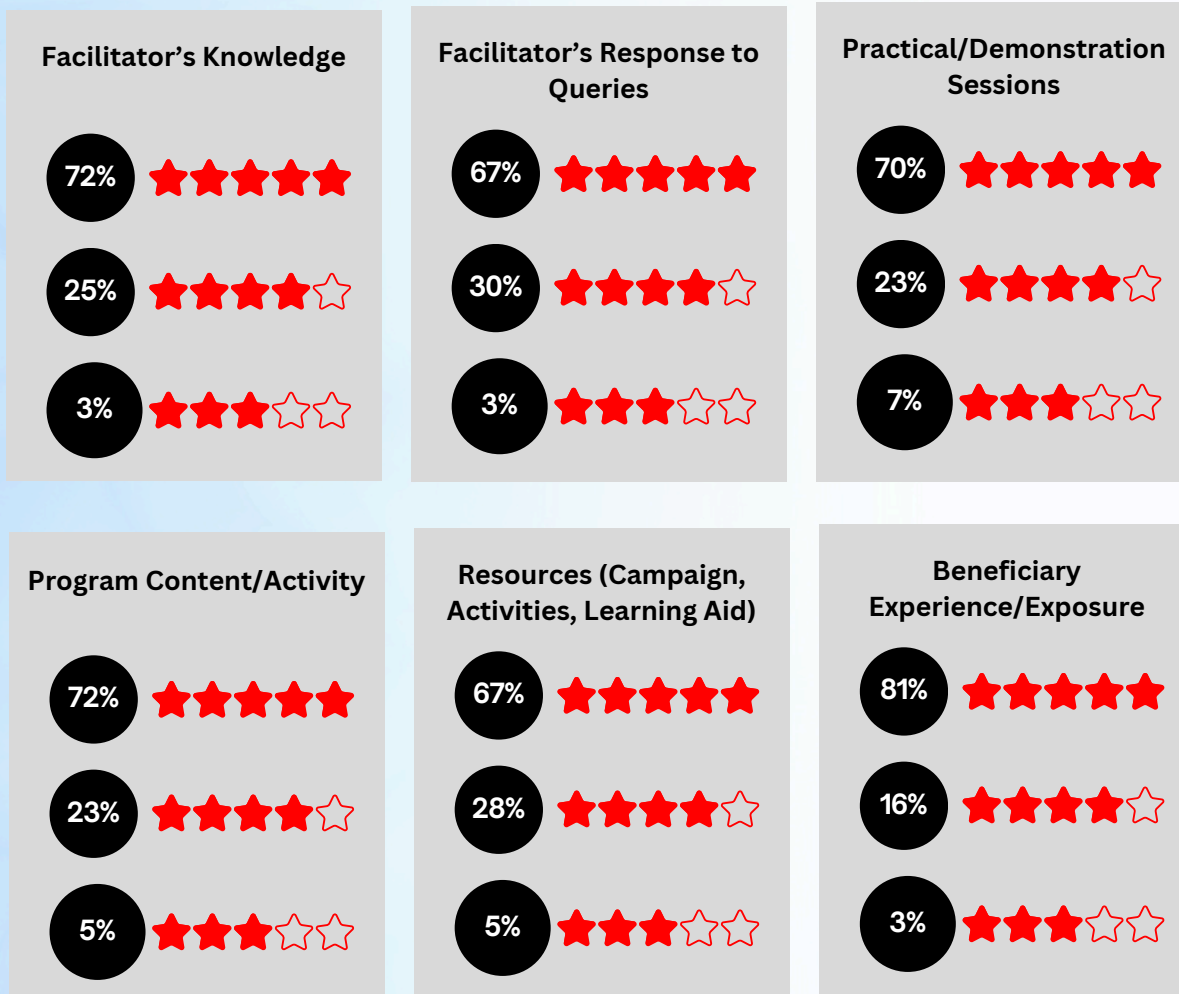 Facilitator’s Knowledge
72%
25%
3%
Facilitator’s Response to
Queries
67%
30%
3%
Practical/Demonstration
Sessions
70%
23%
7%
Program Content/Activity
72%
23%
5%
Resources (Campaign,
Activities, Learning Aid)
67%
28%
5%
Beneficiary
Experience/Exposure
81%
16%
3%